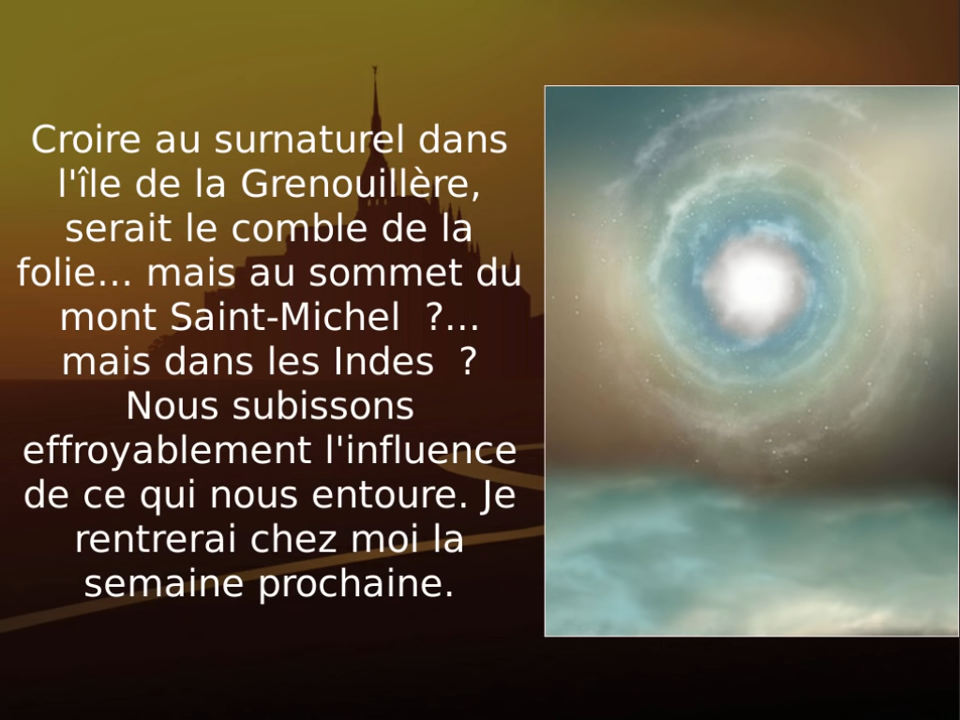 Croire au surnaturel dans
l'île de la Grenouillère,
serait le comble de la
folie... mais au sommet du
mont Saint-Michel  ?...
mais dans les Indes  ?
Nous subissons
effroyablement l'influence
de ce qui nous entoure. Je
rentrerai chez moi la
semaine prochaine.